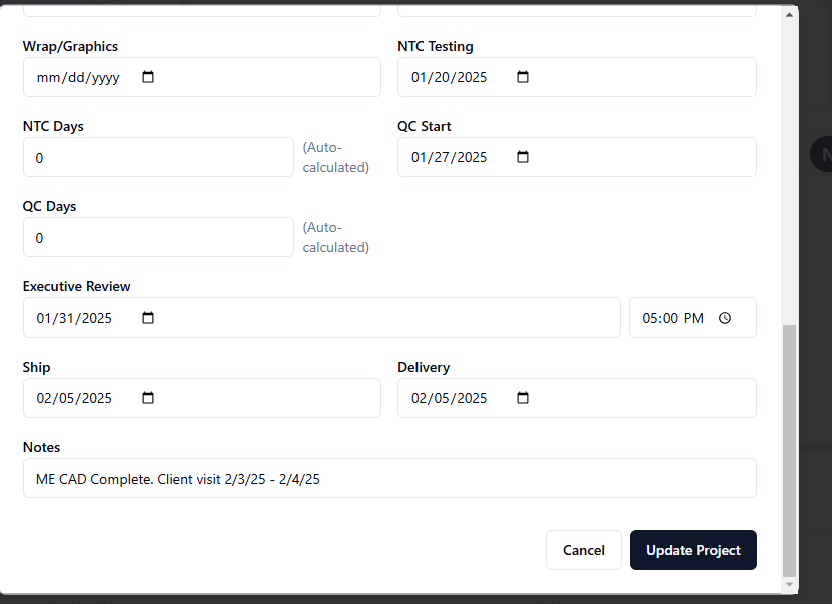 Wrap/Graphics
NTC Testing
mm/dd/yyyy
01/20/2025
NTC Days
QC Start
0
(Auto-
calculated)
01/27/2025
QC Days
0
(Auto-
calculated)
Executive Review
01/31/2025
05:00 PM
Ship
Delivery
02/05/2025
02/05/2025
Notes
ME CAD Complete. Client visit 2/3/25 - 2/4/25
Cancel
Update Project